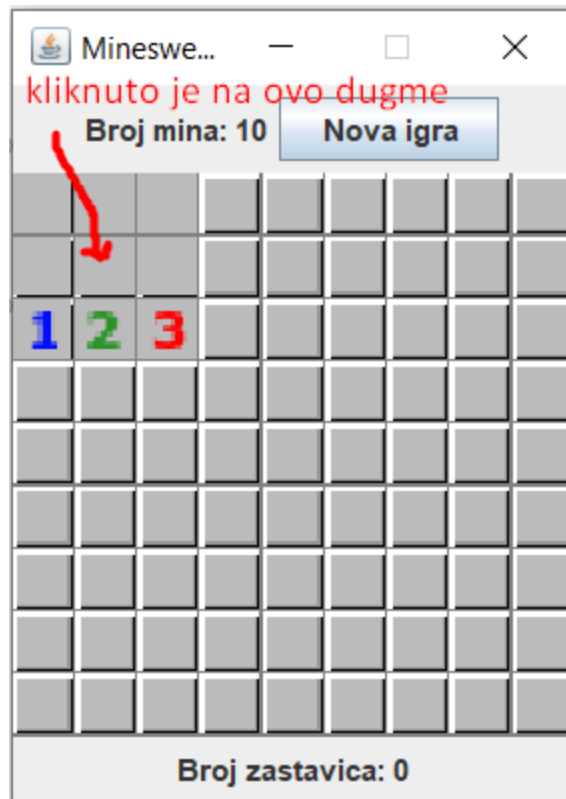 Mineswe...
kliknuto je na ovo dugme
Broj mina: 10 Nova igra
1 2 3
Broj zastavica: 0